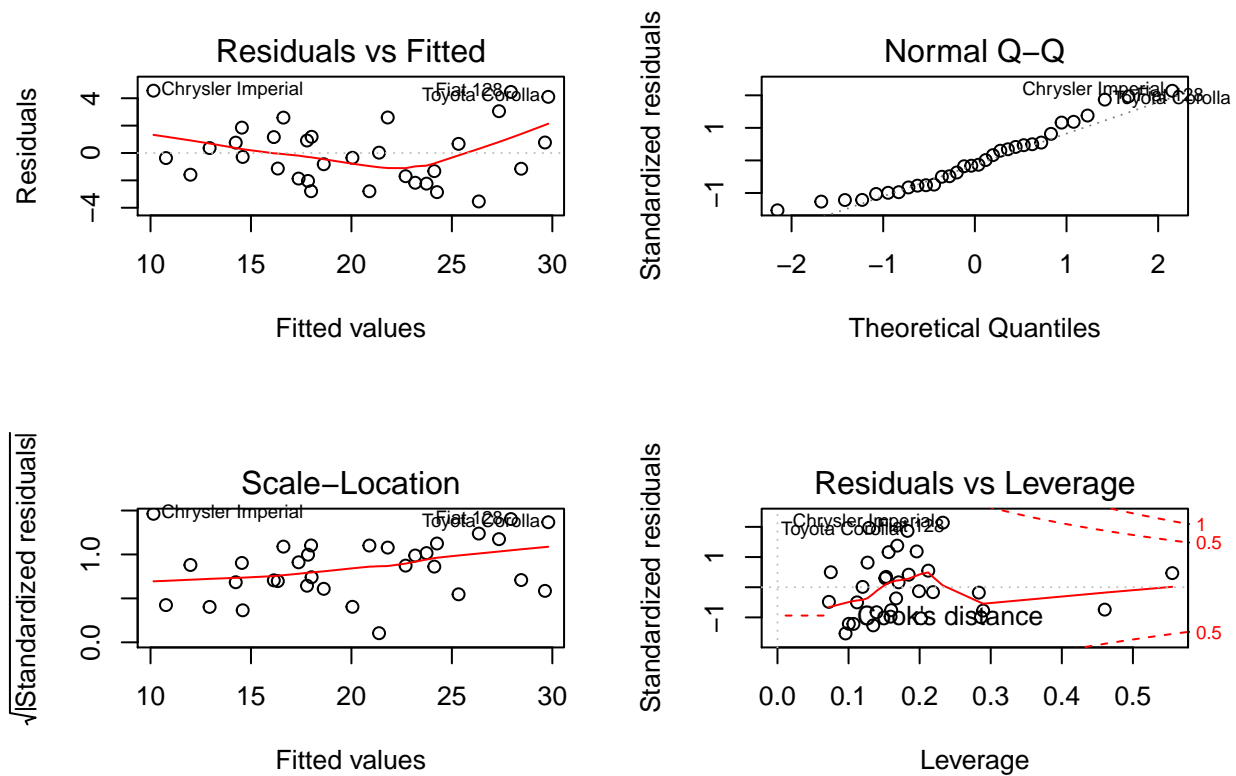 Residuals vs Fitted
Residuals
4
0
−4
Chrysler Imperial
Fiat 128
Toyota Corolla
10 15 20 25 30
Fitted values
Normal Q−Q
Standardized residuals
1
−1
Chrysler Imperial
Fiat 128
Toyota Corolla
−2 −1 0 1 2
Theoretical Quantiles
Scale−Location
√|Standardized residuals|
1.0
0.0
Chrysler Imperial
Fiat 128
Toyota Corolla
10 15 20 25 30
Fitted values
Residuals vs Leverage
Standardized residuals
1
−1
Chrysler Imperial
Fiat 128
Toyota Corolla
Cook's distance
1
0.5
0.5
0.0 0.1 0.2 0.3 0.4 0.5
Leverage